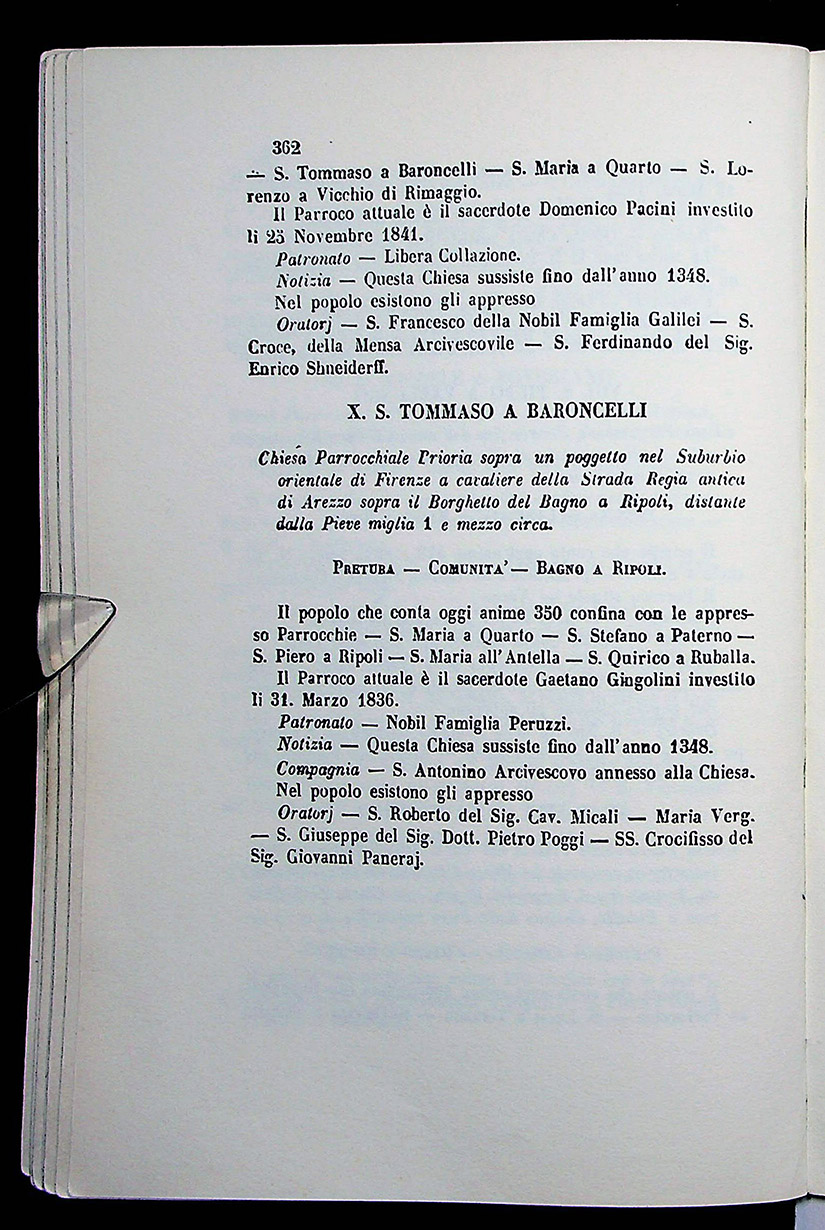 362
— S. Tommaso a Baroncelli — S. Maria a Quarto — S. Lo-
renzo a Vicchio di Rimaggio.
Il Parroco attuale è il sacerdote Domenico Pacini investito
li 25 Novembre 1841.
Patronato — Libera Collazione.
Notizia — Questa Chiesa sussiste fino dall'anno 1348.
Nel popolo esistono gli appresso
Oratorj — S. Francesco della Nobil Famiglia Galilei — S.
Croce, della Mensa Arcivescovile — S. Ferdinando del Sig.
Enrico Shneiderff.
X. S. TOMMASO A BARONCELLI
Chiesa Parrocchiale Prioria sopra un poggetto nel Suburbio
orientale di Firenze a cavaliere della Strada Regia antica
di Arezzo sopra il Borghetto del Bagno a Ripoli, distante
dalla Pieve miglia 1 e mezzo circa.
PRETURA — COMUNITA' — BAGNO A RIPOLI.
Il popolo che conta oggi anime 350 confina con le appres-
so Parrocchie — S. Maria a Quarto — S. Stefano a Paterno —
S. Piero a Ripoli — S. Maria all'Antella — S. Quirico a Ruballa.
Il Parroco attuale è il sacerdote Gaetano Gingolini investito
li 31. Marzo 1836.
Patronato — Nobil Famiglia Peruzzi.
Notizia — Questa Chiesa sussiste fino dall'anno 1348.
Compagnia — S. Antonino Arcivescovo annesso alla Chiesa.
Nel popolo esistono gli appresso
Oratorj — S. Roberto del Sig. Cav. Micali — Maria Verg.
— S. Giuseppe del Sig. Dott. Pietro Poggi — SS. Crocifisso del
Sig. Giovanni Paneraj.